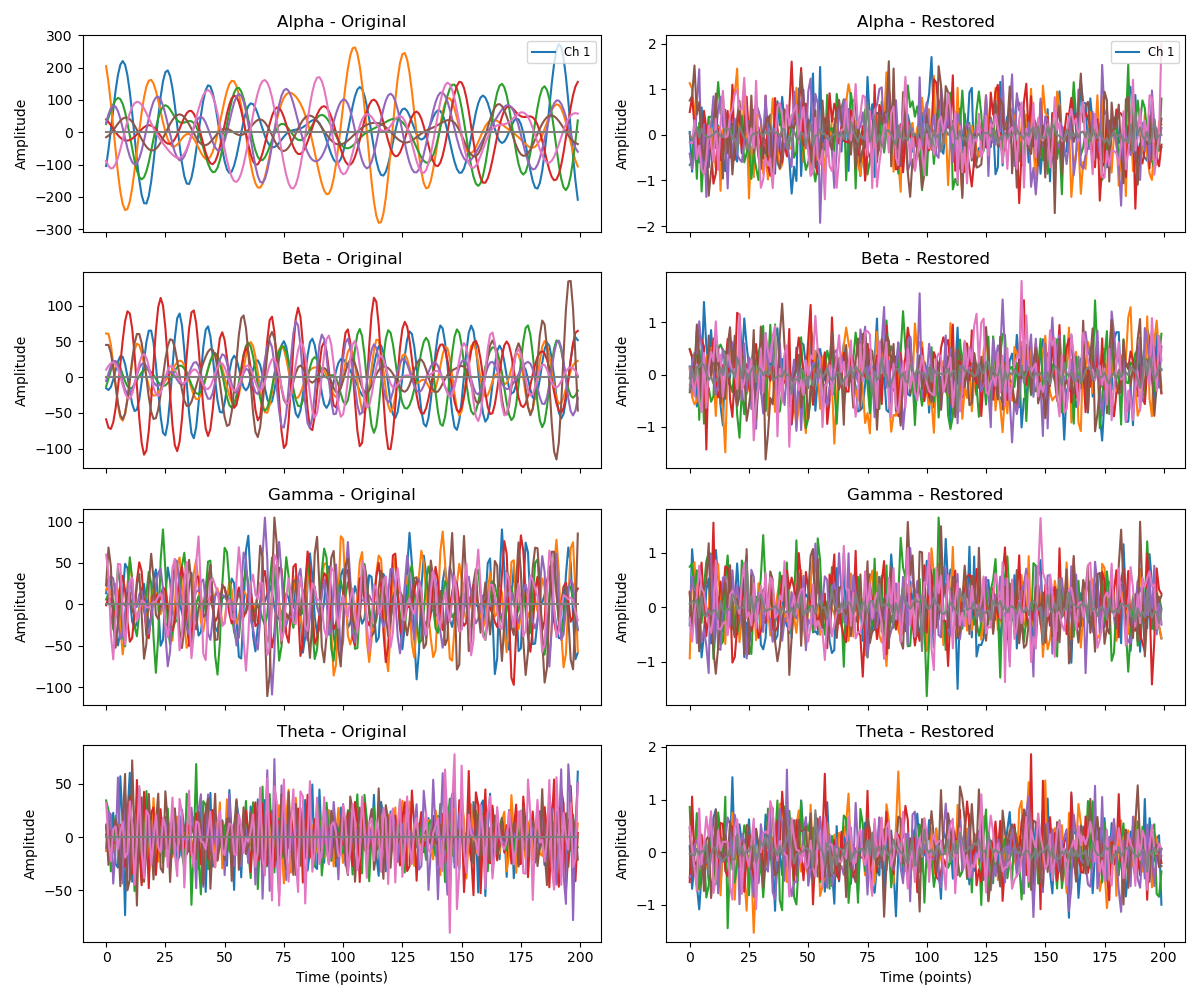 Alpha - Original
300
200
100
0
−100
−200
−300
Amplitude
Ch 1
Alpha - Restored
2
1
0
−1
−2
Amplitude
Ch 1
Beta - Original
100
50
0
−50
−100
Amplitude
Beta - Restored
1
0
−1
Amplitude
Gamma - Original
100
50
0
−50
−100
Amplitude
Gamma - Restored
1
0
−1
Amplitude
Theta - Original
50
0
−50
Amplitude
0 25 50 75 100 125 150 175 200
Time (points)
Theta - Restored
2
1
0
−1
Amplitude
0 25 50 75 100 125 150 175 200
Time (points)